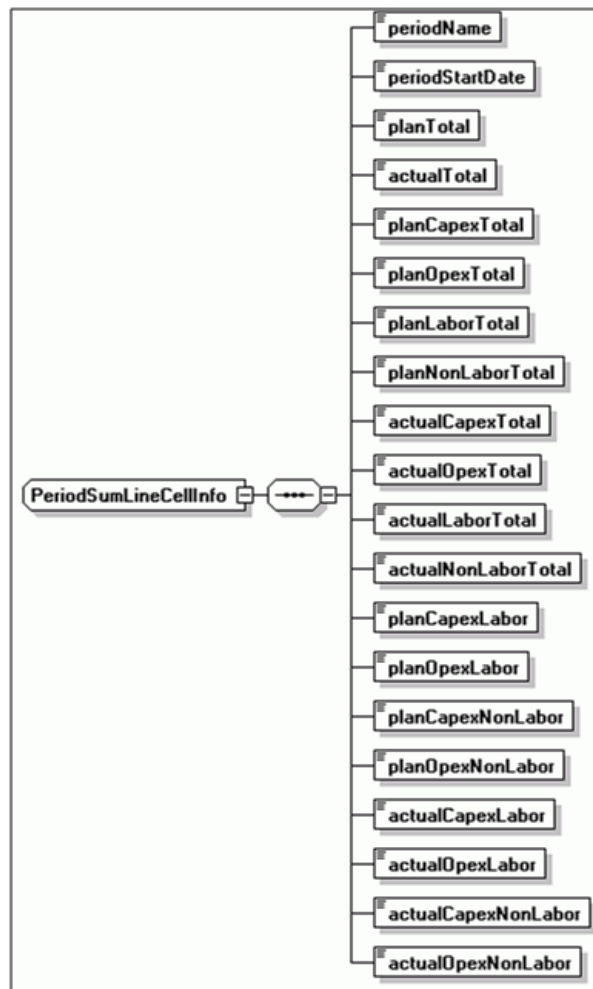 periodName
periodStartDate
planTotal
actualTotal
planCapexTotal
planOpexTotal
planLaborTotal
planNonLaborTotal
actualCapexTotal
actualOpexTotal
PeriodSumLineCellInfo
actualLaborTotal
actualNonLaborTotal
planCapexLabor
planOpexLabor
planCapexNonLabor
planOpexNonLabor
actualCapexLabor
actualOpexLabor
actualCapexNonLabor
actualOpexNonLabor